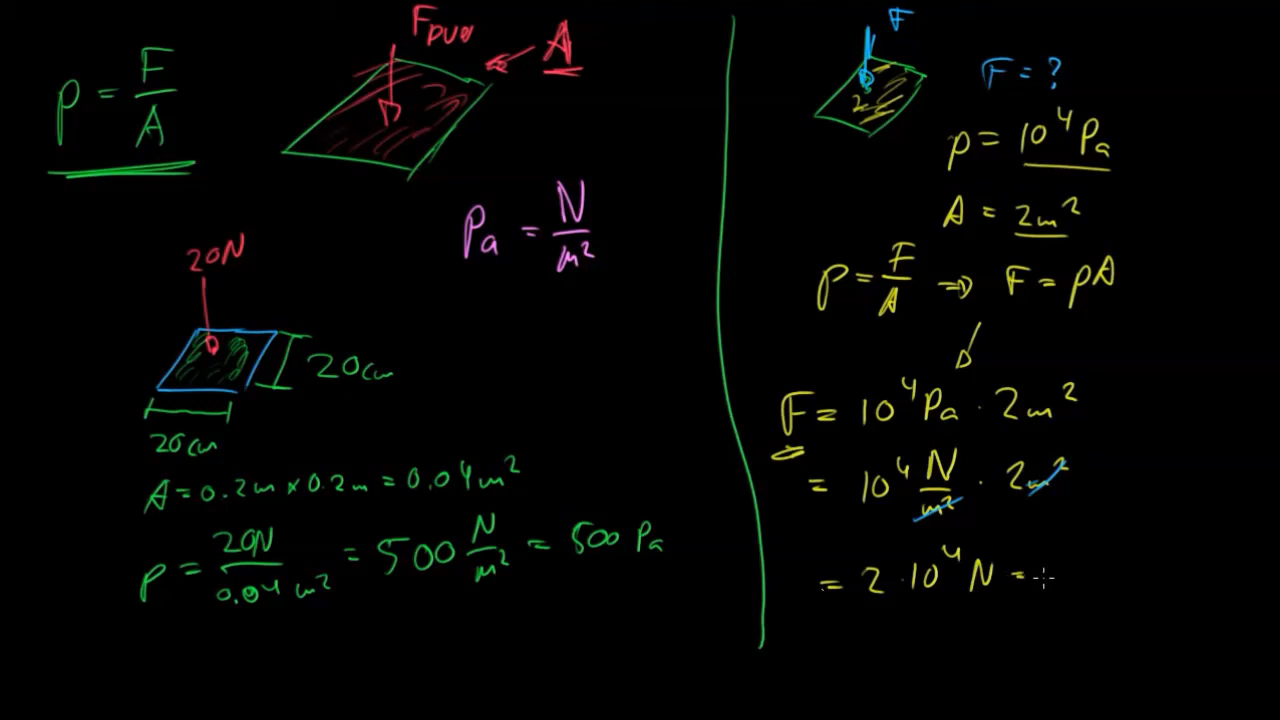 p = F/A
F_pux
A
Pa = N/m²
20N
20cm
20cm
A = 0.2m × 0.2m = 0.04m²
p = 20N/0.04m² = 500 N/m² = 500 Pa
F
F = ?
p = 10⁴ Pa
A = 2m²
p = F/A ⇒ F = pA
F = 10⁴ Pa · 2m²
= 10⁴ N/m² · 2m²
= 2 · 10⁴ N =